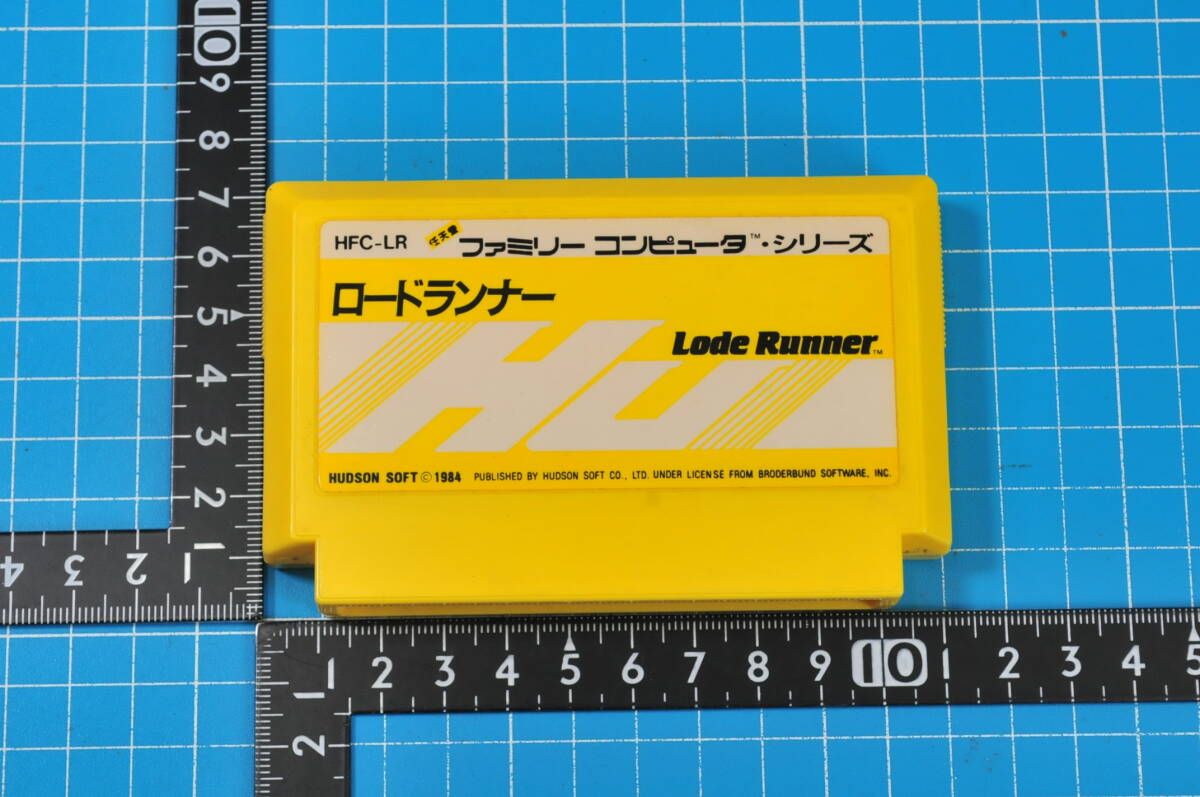 HFC-LR 任天堂 ファミリー コンピュータ™・シリーズ
ロードランナー
Lode Runner™
HU
HUDSON SOFT © 1984 PUBLISHED BY HUDSON SOFT CO., LTD. UNDER LICENSE FROM BRODERBUND SOFTWARE, INC.
10
9
8
7
6
5
4
3
2
1
4 3 2 1
1 2 3 4 5 6 7 8 9 10 1 2 3 4 5
2